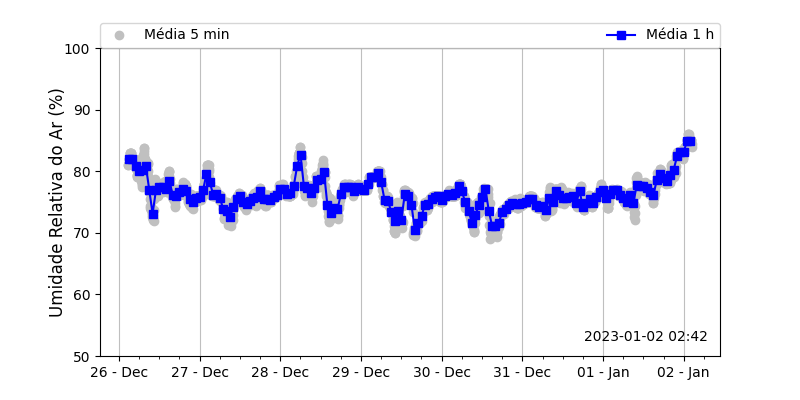 Média 5 min
Média 1 h
Umidade Relativa do Ar (%)
100
90
80
70
60
50
2023-01-02 02:42
26 - Dec
27 - Dec
28 - Dec
29 - Dec
30 - Dec
31 - Dec
01 - Jan
02 - Jan